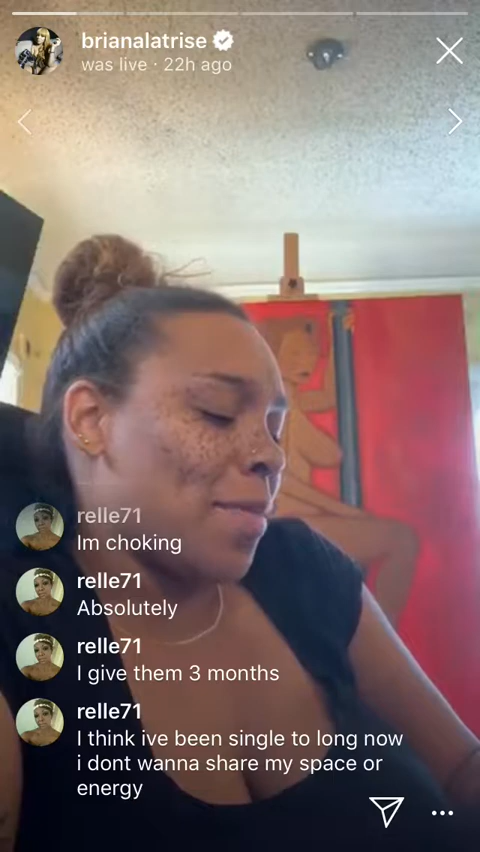 brianalatrise
was live · 22h ago
relle71
Im choking
relle71
Absolutely
relle71
I give them 3 months
relle71
I think ive been single to long now
i dont wanna share my space or
energy